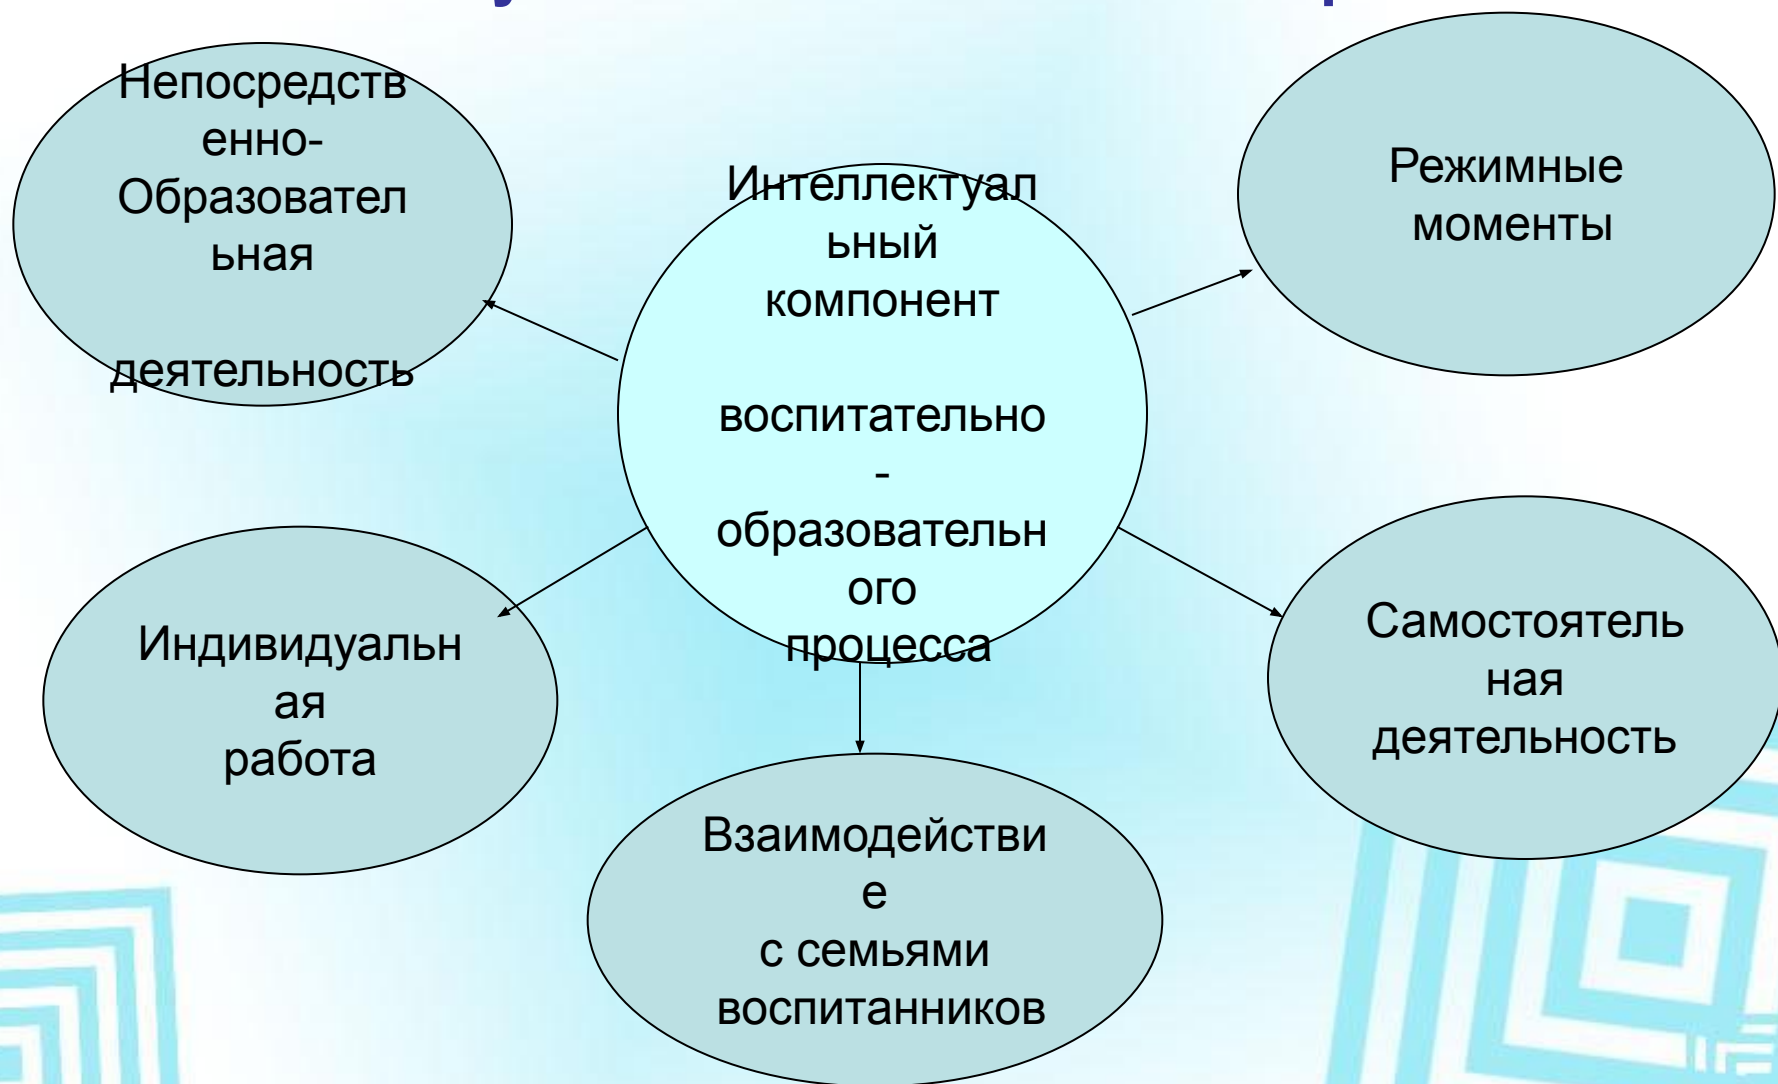 Непосредств
енно-
Образовател
ьная
деятельность
Интеллектуал
ьный
компонент
воспитательно
-
образовательн
ого
процесса
Режимные
моменты
Индивидуальн
ая
работа
Самостоятель
ная
деятельность
Взаимодействи
е
с семьями
воспитанников